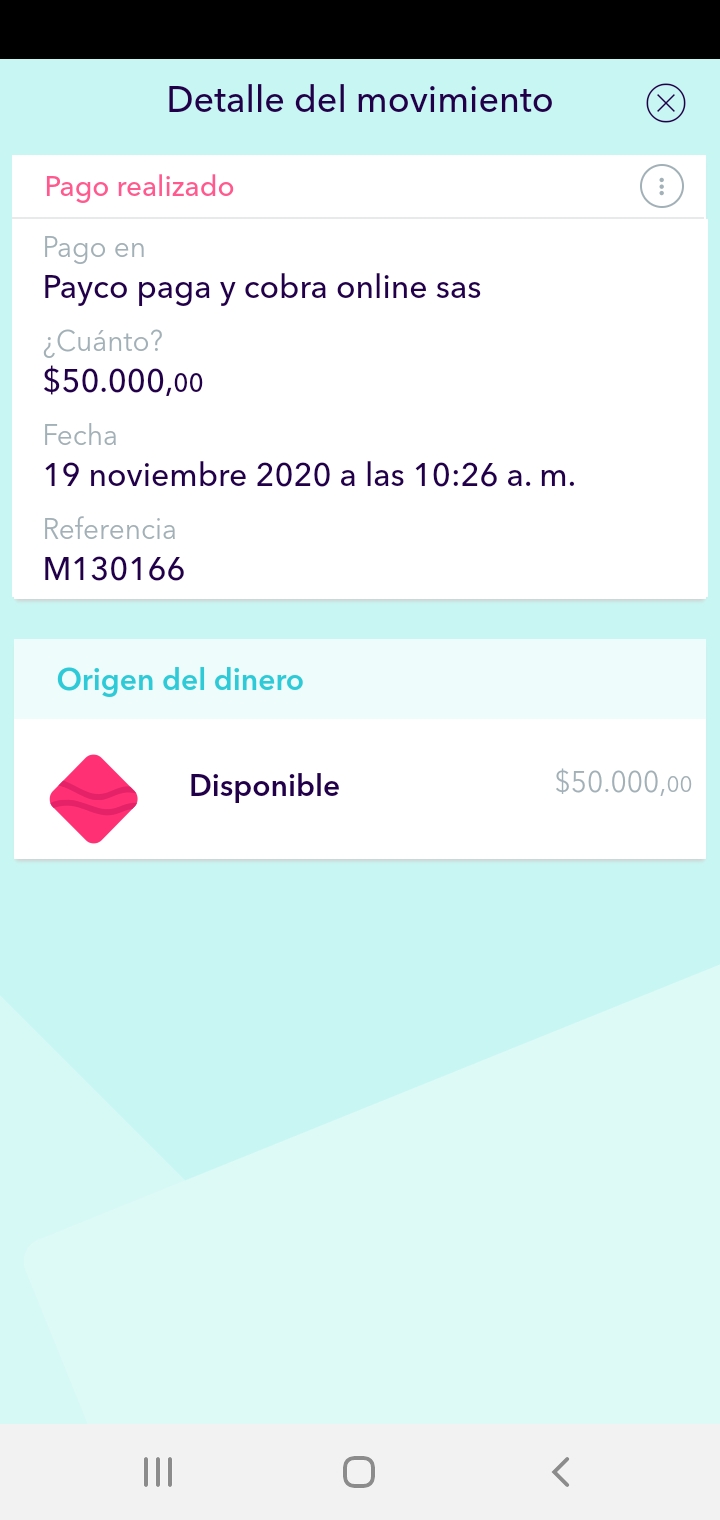 Detalle del movimiento
Pago realizado
Pago en
Payco paga y cobra online sas
¿Cuánto?
$50.000,00
Fecha
19 noviembre 2020 a las 10:26 a. m.
Referencia
M130166
Origen del dinero
Disponible $50.000,00